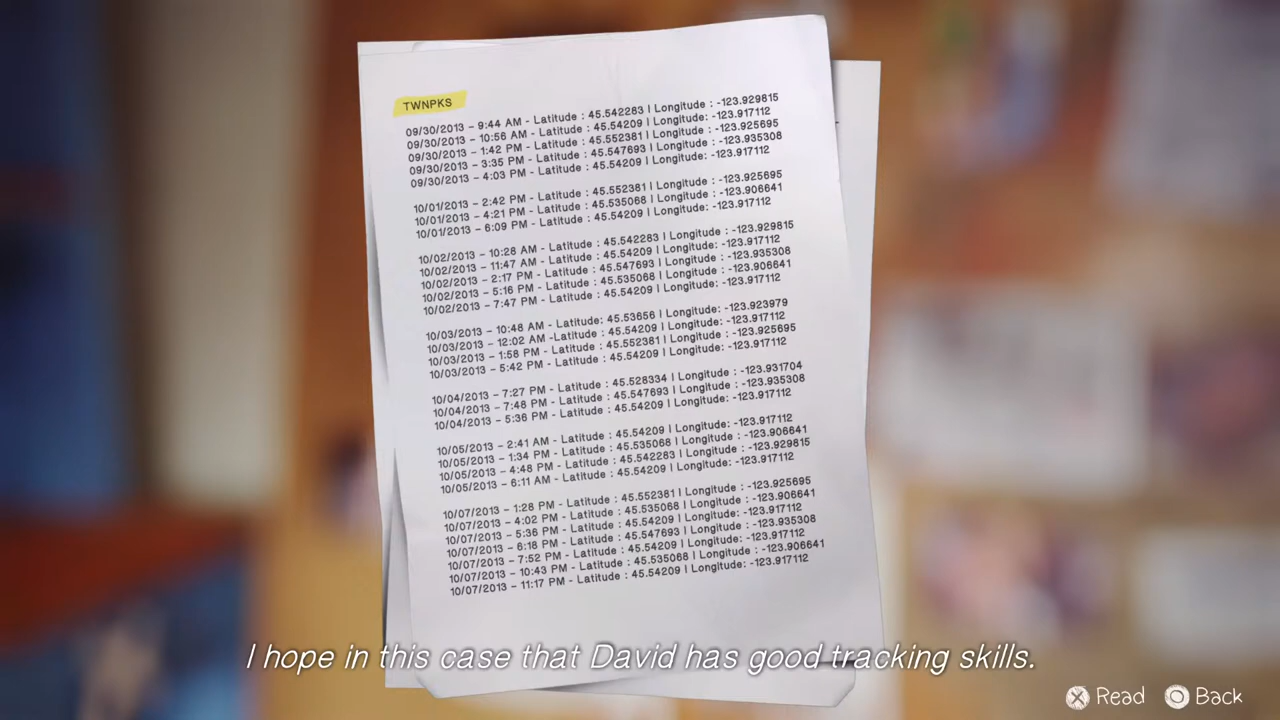 TWNPKS
09/30/2013 - 9:44 AM - Latitude : 45.542283 | Longitude : -123.929815
09/30/2013 - 10:56 AM - Latitude : 45.54209 | Longitude: -123.917112
09/30/2013 - 1:42 PM - Latitude : 45.552381 | Longitude : -123.925695
09/30/2013 - 3:35 PM - Latitude : 45.547693 | Longitude : -123.935308
09/30/2013 - 4:03 PM - Latitude : 45.54209 | Longitude: -123.917112
10/01/2013 - 2:42 PM - Latitude : 45.552381 | Longitude : -123.925695
10/01/2013 - 4:21 PM - Latitude : 45.535068 | Longitude : -123.906641
10/01/2013 - 6:09 PM - Latitude : 45.54209 | Longitude: -123.917112
10/02/2013 - 10:28 AM - Latitude : 45.542283 | Longitude : -123.929815
10/02/2013 - 11:47 AM - Latitude : 45.54209 | Longitude: -123.917112
10/02/2013 - 2:17 PM - Latitude : 45.547693 | Longitude : -123.935308
10/02/2013 - 5:16 PM - Latitude : 45.535068 | Longitude : -123.906641
10/02/2013 - 7:47 PM - Latitude : 45.54209 | Longitude: -123.917112
10/03/2013 - 10:48 AM - Latitude: 45.53656 | Longitude: -123.923979
10/03/2013 - 12:02 AM -Latitude : 45.54209 | Longitude: -123.917112
10/03/2013 - 1:58 PM - Latitude : 45.552381 | Longitude : -123.925695
10/03/2013 - 5:42 PM - Latitude : 45.54209 | Longitude: -123.917112
10/04/2013 - 7:27 PM - Latitude : 45.528334 | Longitude : -123.931704
10/04/2013 - 7:48 PM - Latitude : 45.547693 | Longitude : -123.935308
10/04/2013 - 5:36 PM - Latitude : 45.54209 | Longitude: -123.917112
10/05/2013 - 2:41 AM - Latitude : 45.54209 | Longitude: -123.917112
10/05/2013 - 1:34 PM - Latitude : 45.535068 | Longitude : -123.906641
10/05/2013 - 4:48 PM - Latitude : 45.542283 | Longitude : -123.929815
10/05/2013 - 6:11 AM - Latitude : 45.54209 | Longitude: -123.917112
10/07/2013 - 1:28 PM - Latitude : 45.552381 | Longitude : -123.925695
10/07/2013 - 4:02 PM - Latitude : 45.535068 | Longitude : -123.906641
10/07/2013 - 5:36 PM - Latitude : 45.54209 | Longitude: -123.917112
10/07/2013 - 6:18 PM - Latitude : 45.547693 | Longitude : -123.935308
10/07/2013 - 7:52 PM - Latitude : 45.54209 | Longitude: -123.917112
10/07/2013 - 10:43 PM - Latitude : 45.535068 | Longitude : -123.906641
10/07/2013 - 11:17 PM - Latitude : 45.54209 | Longitude: -123.917112
I hope in this case that David has good tracking skills.
Read Back